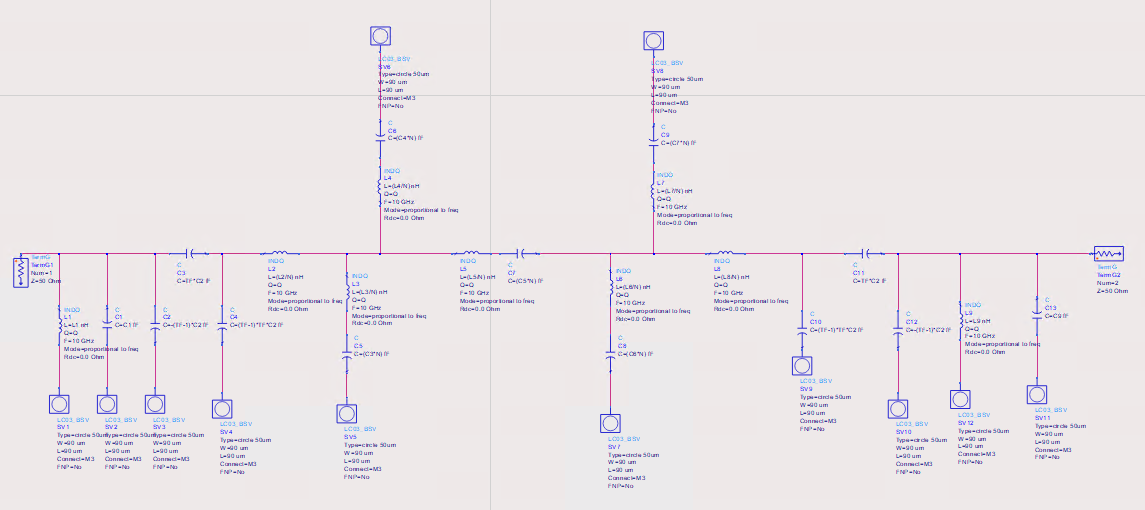 LC03_BSV
SV6
Type=circle 50um
W=90 um
L=90 um
Connect=M3
FNP=No
C
C6
C=(C4*N) fF
INDQ
L4
L=(L4/N) nH
Q=Q
F=10 GHz
Mode=proportional to freq
Rdc=0.0 Ohm
LC03_BSV
SV8
Type=circle 50um
W=90 um
L=90 um
Connect=M3
FNP=No
C
C9
C=(C7*N) fF
INDQ
L7
L=(L7/N) nH
Q=Q
F=10 GHz
Mode=proportional to freq
Rdc=0.0 Ohm
TermG
TermG1
Num=1
Z=50 Ohm
C
C3
C=TF*C2 fF
INDQ
L2
L=(L2/N) nH
Q=Q
F=10 GHz
Mode=proportional to freq
Rdc=0.0 Ohm
INDQ
L5
L=(L5/N) nH
Q=Q
F=10 GHz
Mode=proportional to freq
Rdc=0.0 Ohm
C
C7
C=(C5*N) fF
INDQ
L8
L=(L8/N) nH
Q=Q
F=10 GHz
Mode=proportional to freq
Rdc=0.0 Ohm
C
C11
C=TF*C2 fF
TermG
TermG2
Num=2
Z=50 Ohm
INDQ
L1
L=L1 nH
Q=Q
F=10 GHz
Mode=proportional to freq
Rdc=0.0 Ohm
C
C1
C=C1 fF
C
C2
C=-(TF-1)*C2 fF
C
C4
C=(TF-1)*TF*C2 fF
INDQ
L3
L=(L3/N) nH
Q=Q
F=10 GHz
Mode=proportional to freq
Rdc=0.0 Ohm
C
C5
C=(C3*N) fF
INDQ
L6
L=(L6/N) nH
Q=Q
F=10 GHz
Mode=proportional to freq
Rdc=0.0 Ohm
C
C8
C=(C6*N) fF
C
C10
C=(TF-1)*TF*C2 fF
C
C12
C=-(TF-1)*C2 fF
INDQ
L9
L=L9 nH
Q=Q
F=10 GHz
Mode=proportional to freq
Rdc=0.0 Ohm
C
C13
C=C9 fF
LC03_BSV
SV1
Type=circle 50um
W=90 um
L=90 um
Connect=M3
FNP=No
LC03_BSV
SV2
Type=circle 50um
W=90 um
L=90 um
Connect=M3
FNP=No
LC03_BSV
SV3
Type=circle 50um
W=90 um
L=90 um
Connect=M3
FNP=No
LC03_BSV
SV4
Type=circle 50um
W=90 um
L=90 um
Connect=M3
FNP=No
LC03_BSV
SV5
Type=circle 50um
W=90 um
L=90 um
Connect=M3
FNP=No
LC03_BSV
SV7
Type=circle 50um
W=90 um
L=90 um
Connect=M3
FNP=No
LC03_BSV
SV9
Type=circle 50um
W=90 um
L=90 um
Connect=M3
FNP=No
LC03_BSV
SV10
Type=circle 50um
W=90 um
L=90 um
Connect=M3
FNP=No
LC03_BSV
SV12
Type=circle 50um
W=90 um
L=90 um
Connect=M3
FNP=No
LC03_BSV
SV11
Type=circle 50um
W=90 um
L=90 um
Connect=M3
FNP=No